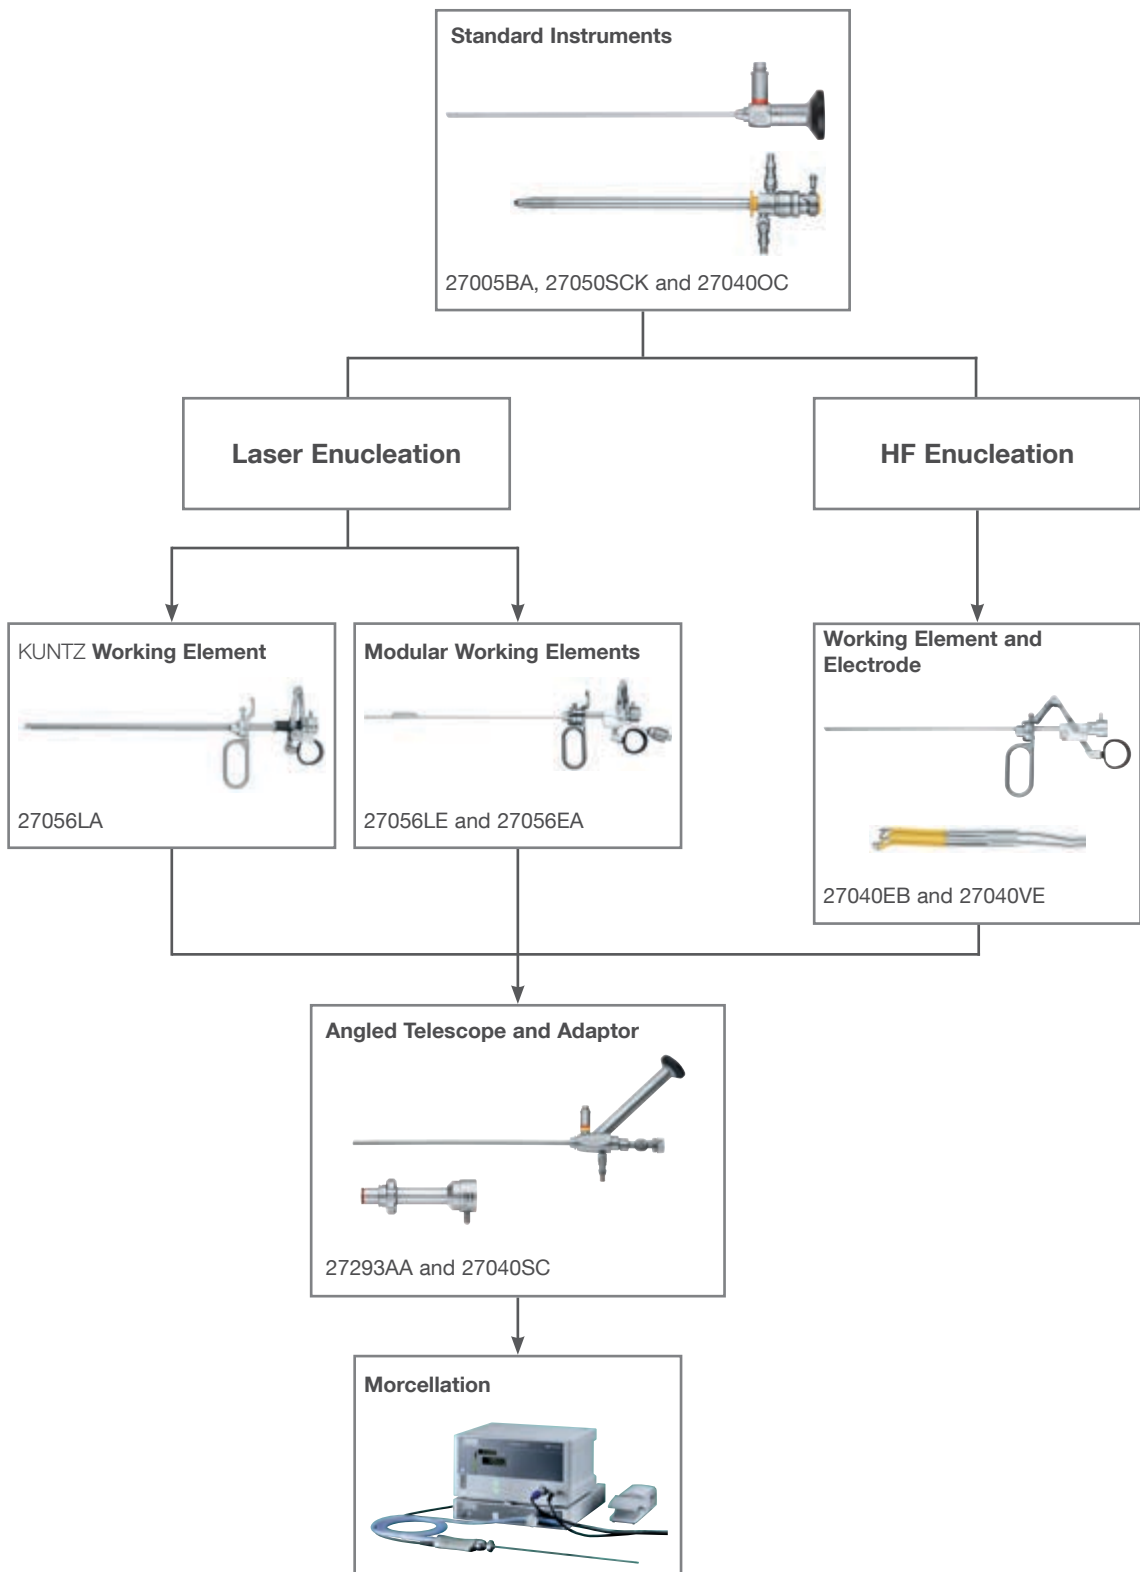 Standard Instruments
27005BA, 27050SCK and 27040OC
Laser Enucleation
HF Enucleation
KUNTZ Working Element
27056LA
Modular Working Elements
27056LE and 27056EA
Working Element and
Electrode
27040EB and 27040VE
Angled Telescope and Adaptor
27293AA and 27040SC
Morcellation